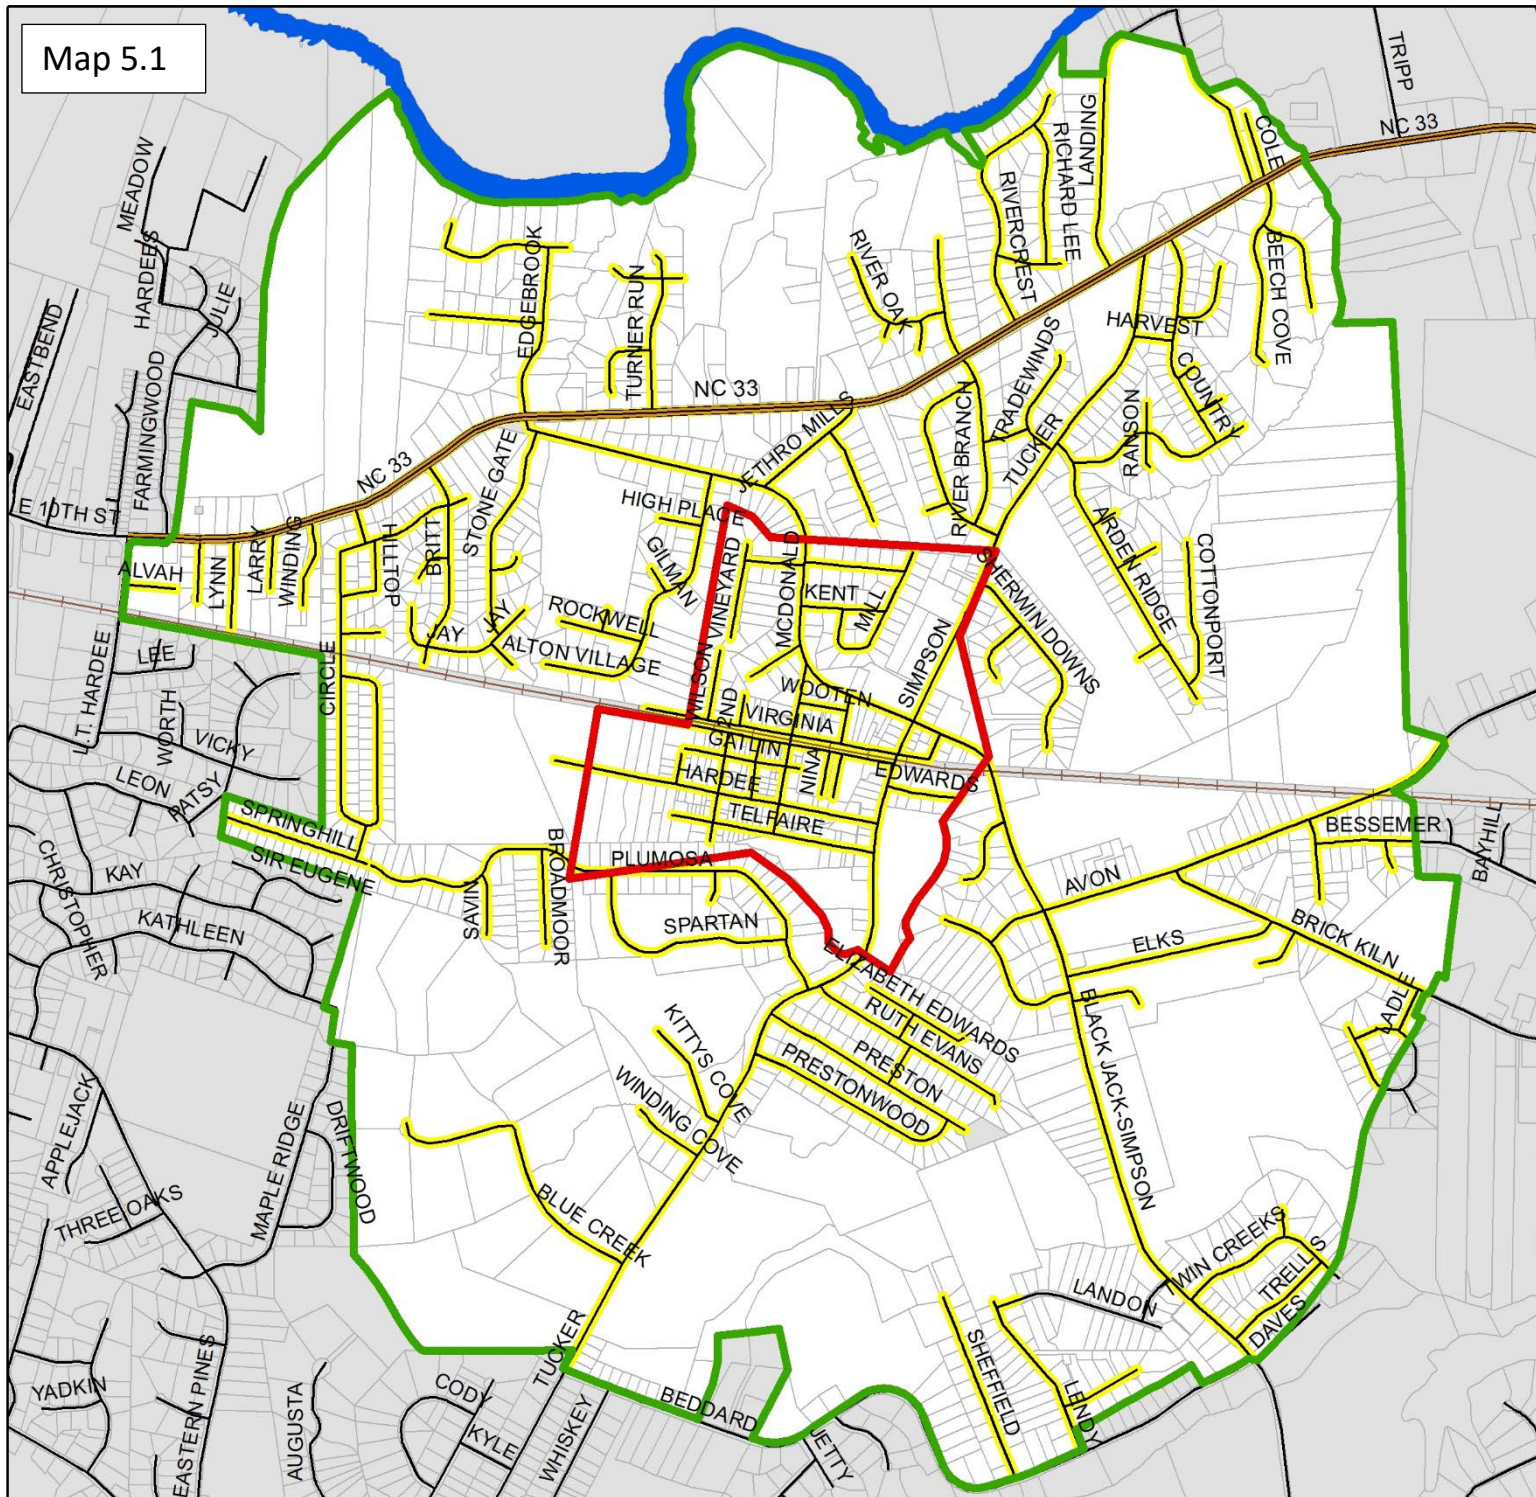 Map 5.1
TRIPP
NC 33
MEADOW
HARDEES
JULIE
EASTBEND
FARMINGWOOD
E 10TH ST
EDGEBROOK
TURNER RUN
RIVER OAK
RIVERCREST
RICHARD LEE
LANDING
COLE
BEECH COVE
HARVEST
COUNTRY
NC 33
TRADEWINDS
TUCKER
RANSON
RIVER BRANCH
JETHRO MILLS
NC 33
STONE GATE
HIGH PLACE
GILMAN
BRITT
HILLTOP
WINDING
LARRY
LYNN
ALVAH
JAY
JAY
ROCKWELL
ALTON VILLAGE
WILSON VINEYARD
MCDONALD
KENT
MILL
SIMPSON
SHERWIN DOWNS
ARDEN RIDGE
COTTONPORT
L.T. HARDEE
LEE
WORTH
VICKY
LEON
PATSY
CIRCLE
2ND
WOOTEN
VIRGINIA
GATLIN
NINA
HARDEE
EDWARDS
TELFAIRE
PLUMOSA
SPRINGHILL
SIR EUGENE
CHRISTOPHER
KAY
KATHLEEN
SAVIN
BROADMOOR
SPARTAN
AVON
BESSEMER
BAYHILL
ELKS
BRICK KILN
LADLE
ELIZABETH EDWARDS
RUTH EVANS
PRESTON
PRESTONWOOD
KITTYS COVE
WINDING COVE
BLACK JACK-SIMPSON
BLUE CREEK
APPLEJACK
THREE OAKS
MAPLE RIDGE
DRIFTWOOD
TWIN CREEKS
TRELLS
DAVES
LANDON
SHEFFIELD
LENDY
TUCKER
BEDDARD
JETTY
CODY
KYLE
WHISKEY
AUGUSTA
EASTERN PINES
YADKIN